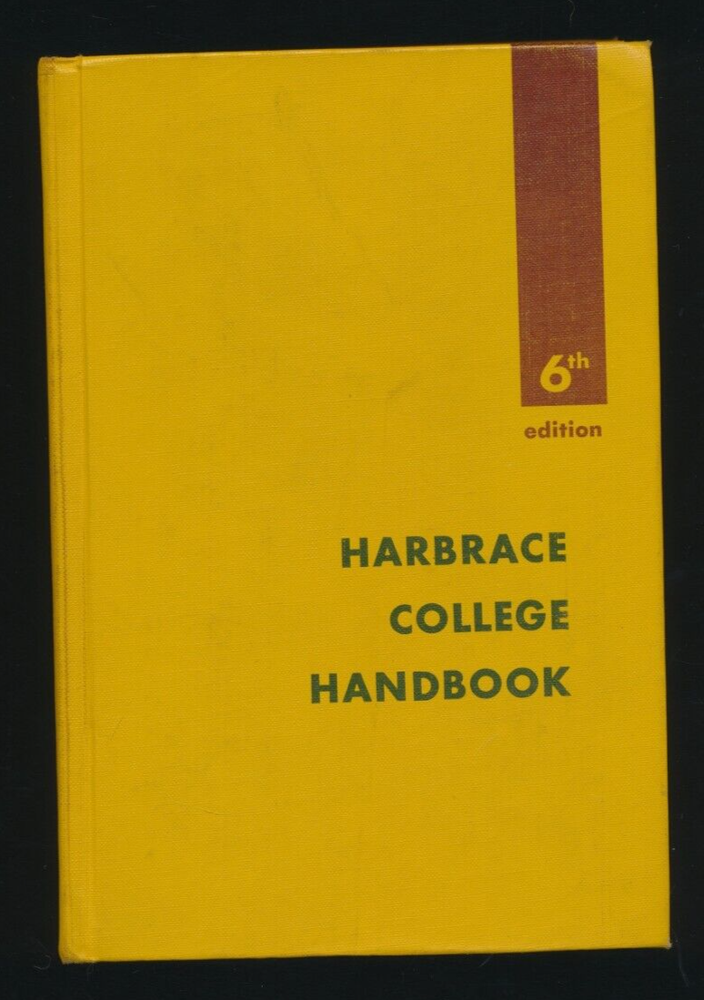 6th
edition
HARBRACE
COLLEGE
HANDBOOK